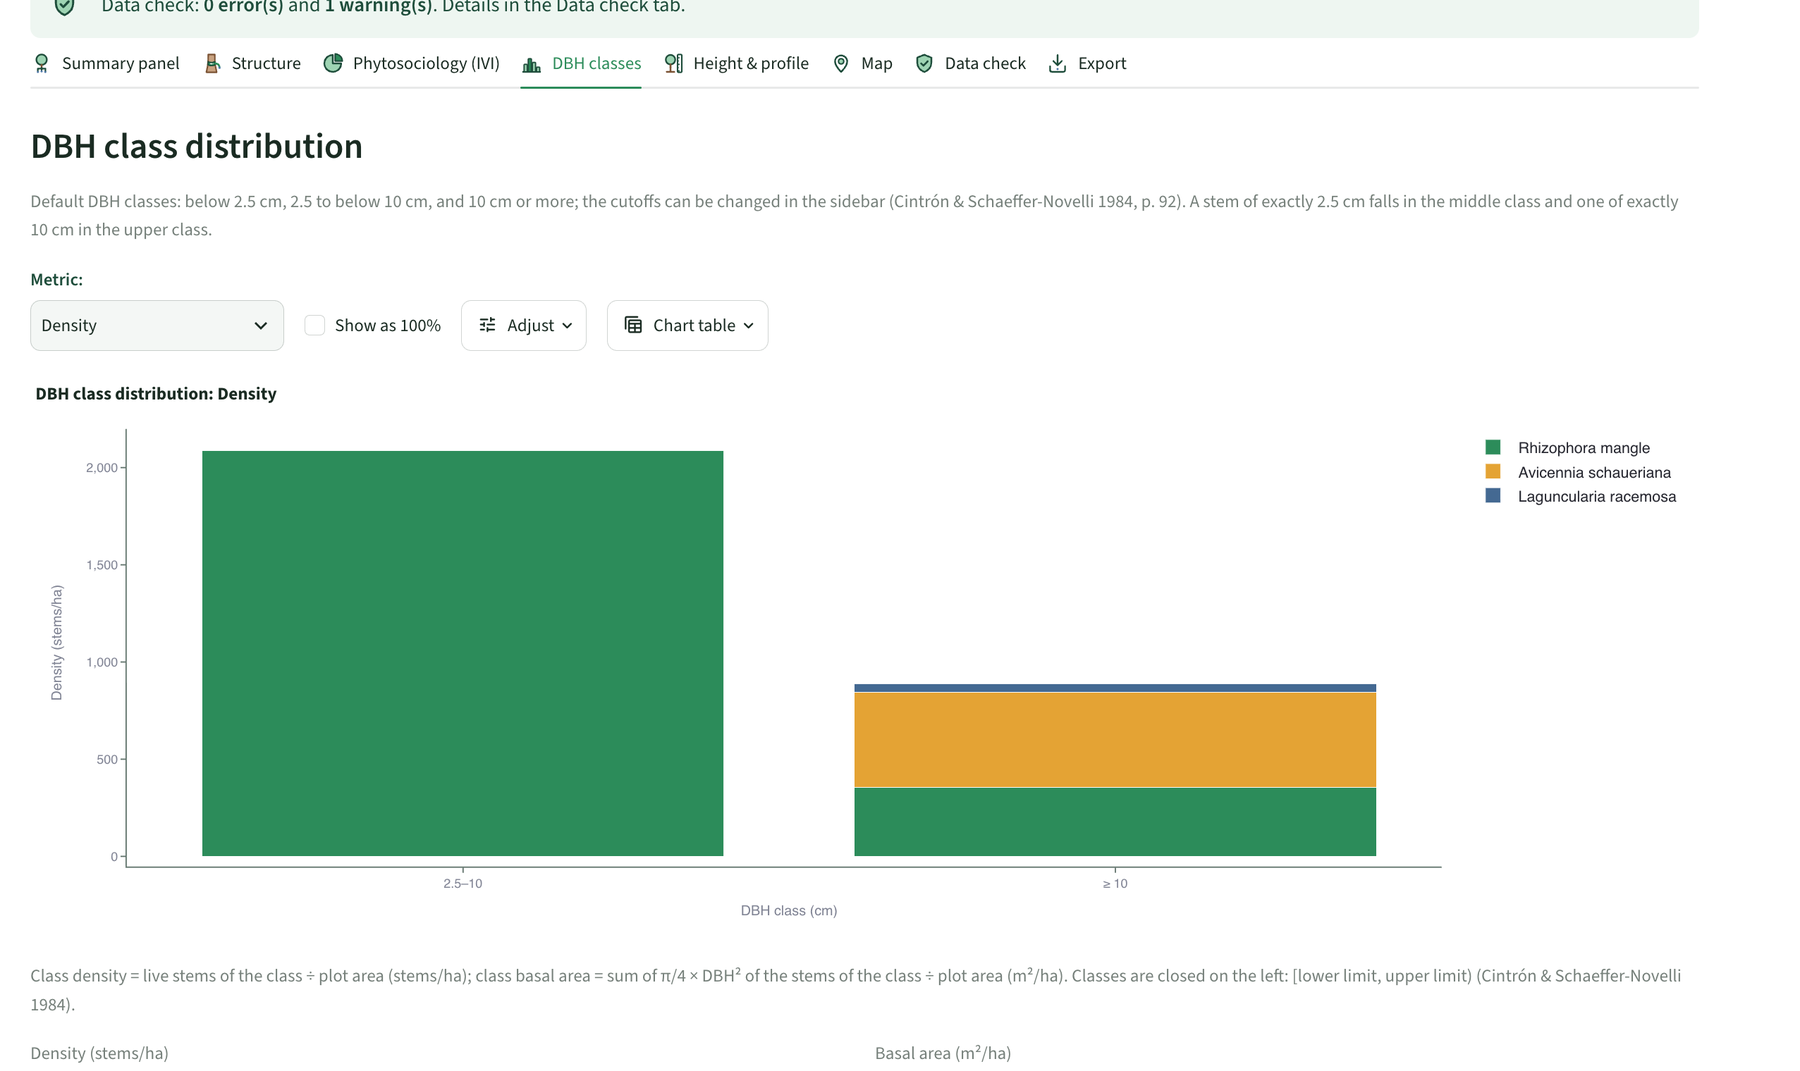 Data check: 0 error(s) and 1 warning(s). Details in the Data check tab.
Summary panel Structure Phytosociology (IVI) DBH classes Height & profile Map Data check Export
DBH class distribution
Default DBH classes: below 2.5 cm, 2.5 to below 10 cm, and 10 cm or more; the cutoffs can be changed in the sidebar (Cintrón & Schaeffer-Novelli 1984, p. 92). A stem of exactly 2.5 cm falls in the middle class and one of exactly
10 cm in the upper class.
Metric:
Density Show as 100% Adjust Chart table
DBH class distribution: Density
Rhizophora mangle
Avicennia schaueriana
Laguncularia racemosa
Density (stems/ha)
2,000
1,500
1,000
500
0
2.5–10 ≥ 10
DBH class (cm)
Class density = live stems of the class ÷ plot area (stems/ha); class basal area = sum of π/4 × DBH² of the stems of the class ÷ plot area (m²/ha). Classes are closed on the left: [lower limit, upper limit) (Cintrón & Schaeffer-Novelli
1984).
Density (stems/ha) Basal area (m²/ha)